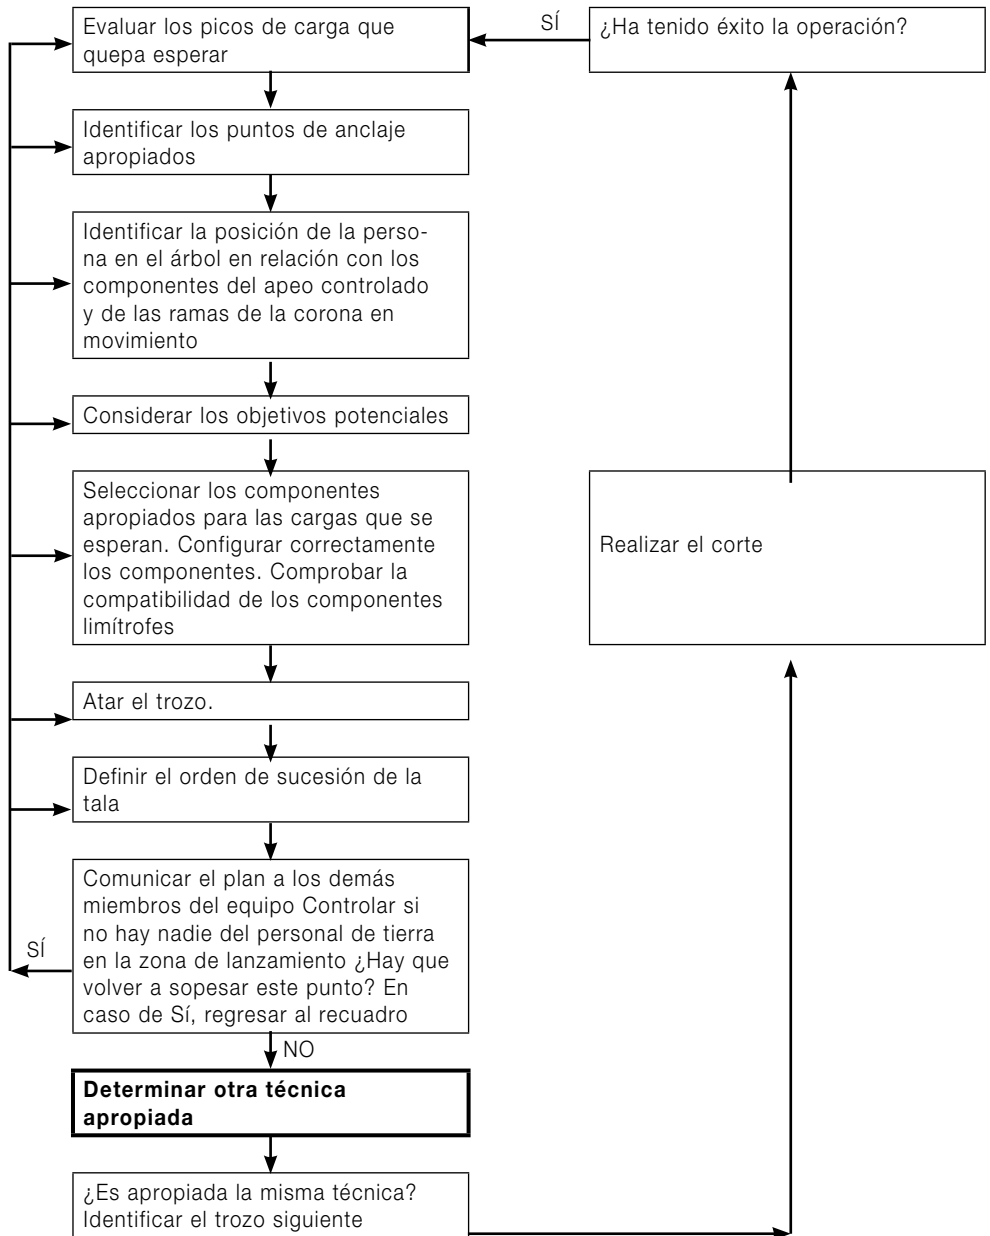 Evaluar los picos de carga que
quepa esperar
SÍ
¿Ha tenido éxito la operación?
Identificar los puntos de anclaje
apropiados
Identificar la posición de la perso-
na en el árbol en relación con los
componentes del apeo controlado
y de las ramas de la corona en
movimiento
Considerar los objetivos potenciales
Seleccionar los componentes
apropiados para las cargas que se
esperan. Configurar correctamente
los componentes. Comprobar la
compatibilidad de los componentes
limítrofes
Realizar el corte
Atar el trozo.
Definir el orden de sucesión de la
tala
Comunicar el plan a los demás
miembros del equipo Controlar si
no hay nadie del personal de tierra
en la zona de lanzamiento ¿Hay que
volver a sopesar este punto? En
caso de Sí, regresar al recuadro
SÍ
NO
Determinar otra técnica
apropiada
¿Es apropiada la misma técnica?
Identificar el trozo siguiente